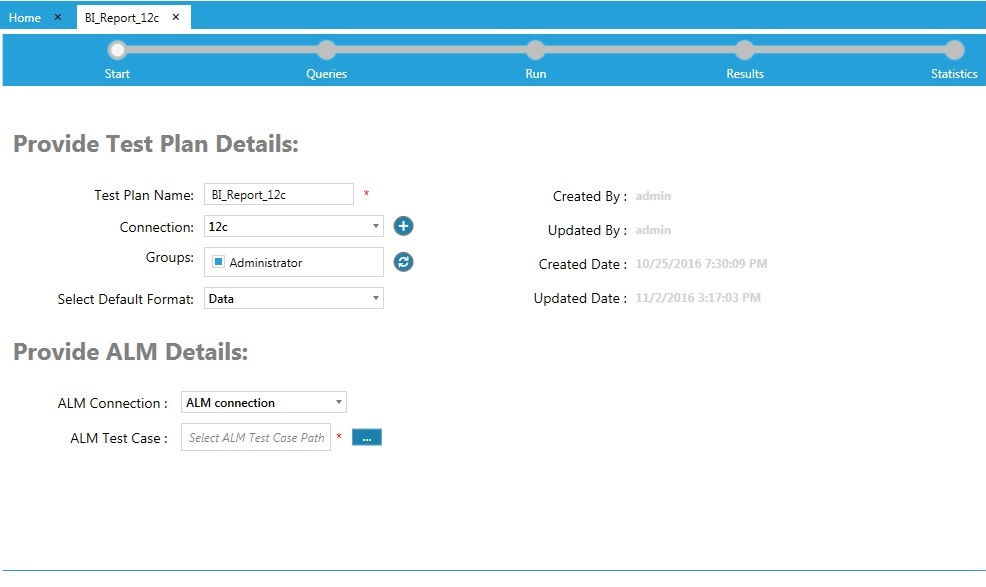 Home × BI_Report_12c ×
Start Queries Run Results Statistics
Provide Test Plan Details:
Test Plan Name: BI_Report_12c * Created By : admin
Connection: 12c Updated By : admin
Groups: Administrator Created Date : 10/25/2016 7:30:09 PM
Select Default Format: Data Updated Date : 11/2/2016 3:17:03 PM
Provide ALM Details:
ALM Connection : ALM connection
ALM Test Case : Select ALM Test Case Path * ...